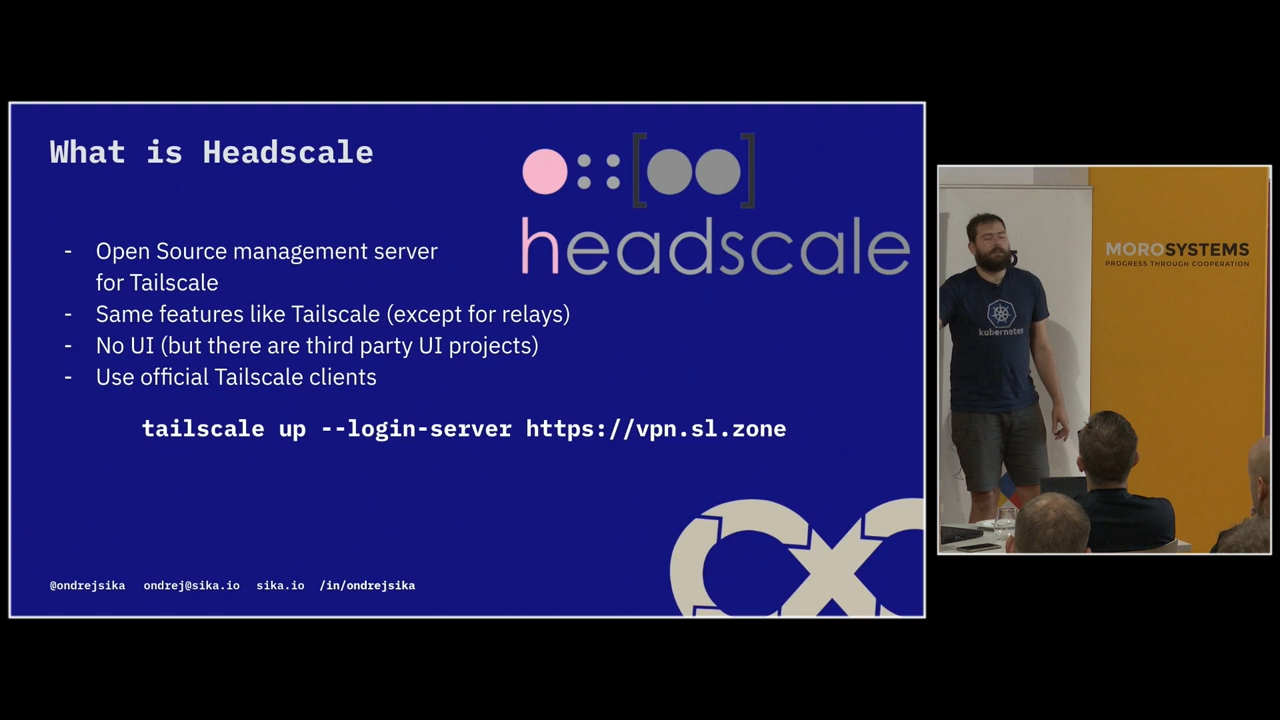 What is Headscale
headscale
- Open Source management server
for Tailscale
- Same features like Tailscale (except for relays)
- No UI (but there are third party UI projects)
- Use official Tailscale clients
tailscale up --login-server https://vpn.sl.zone
@ondrejsika ondrej@sika.io sika.io /in/ondrejsika
MOROSYSTEMS
PROGRESS THROUGH COOPERATION
kubernetes